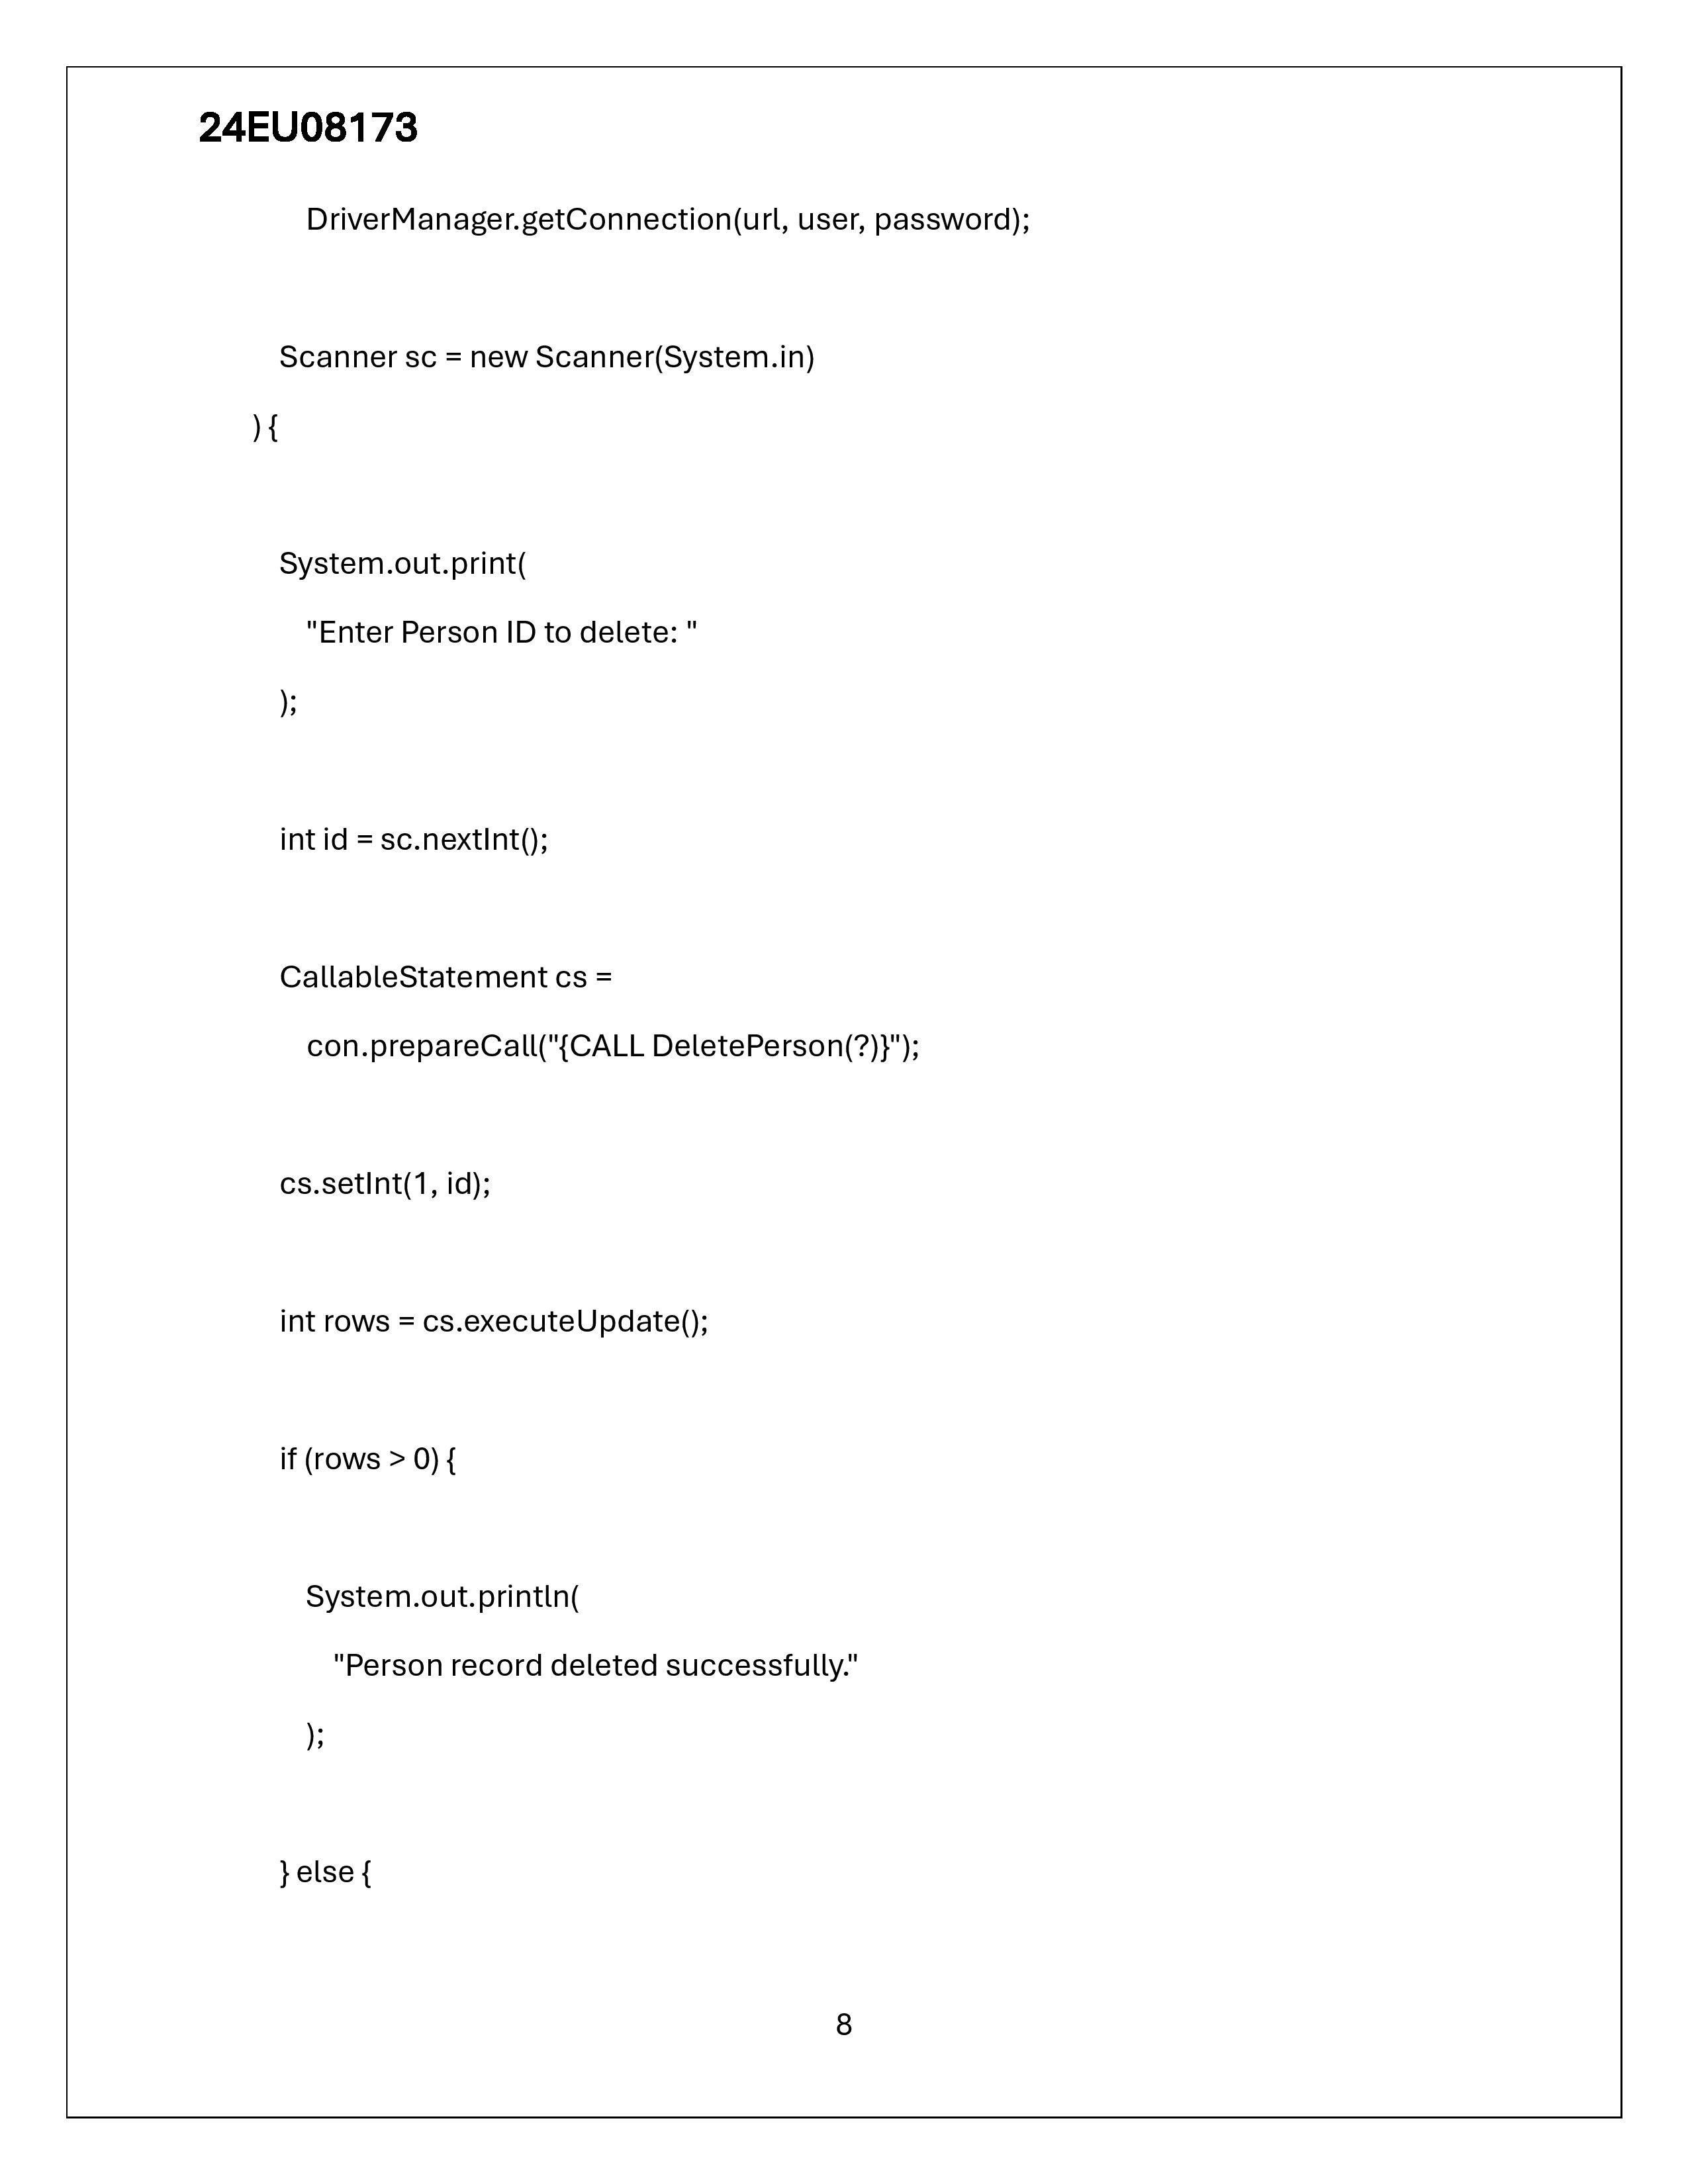 24EU08173
DriverManager.getConnection(url, user, password);
Scanner sc = new Scanner(System.in)
) {
System.out.print(
"Enter Person ID to delete: "
);
int id = sc.nextInt();
CallableStatement cs =
con.prepareCall("{CALL DeletePerson(?)}");
cs.setInt(1, id);
int rows = cs.executeUpdate();
if (rows > 0) {
System.out.println(
"Person record deleted successfully."
);
} else {
8